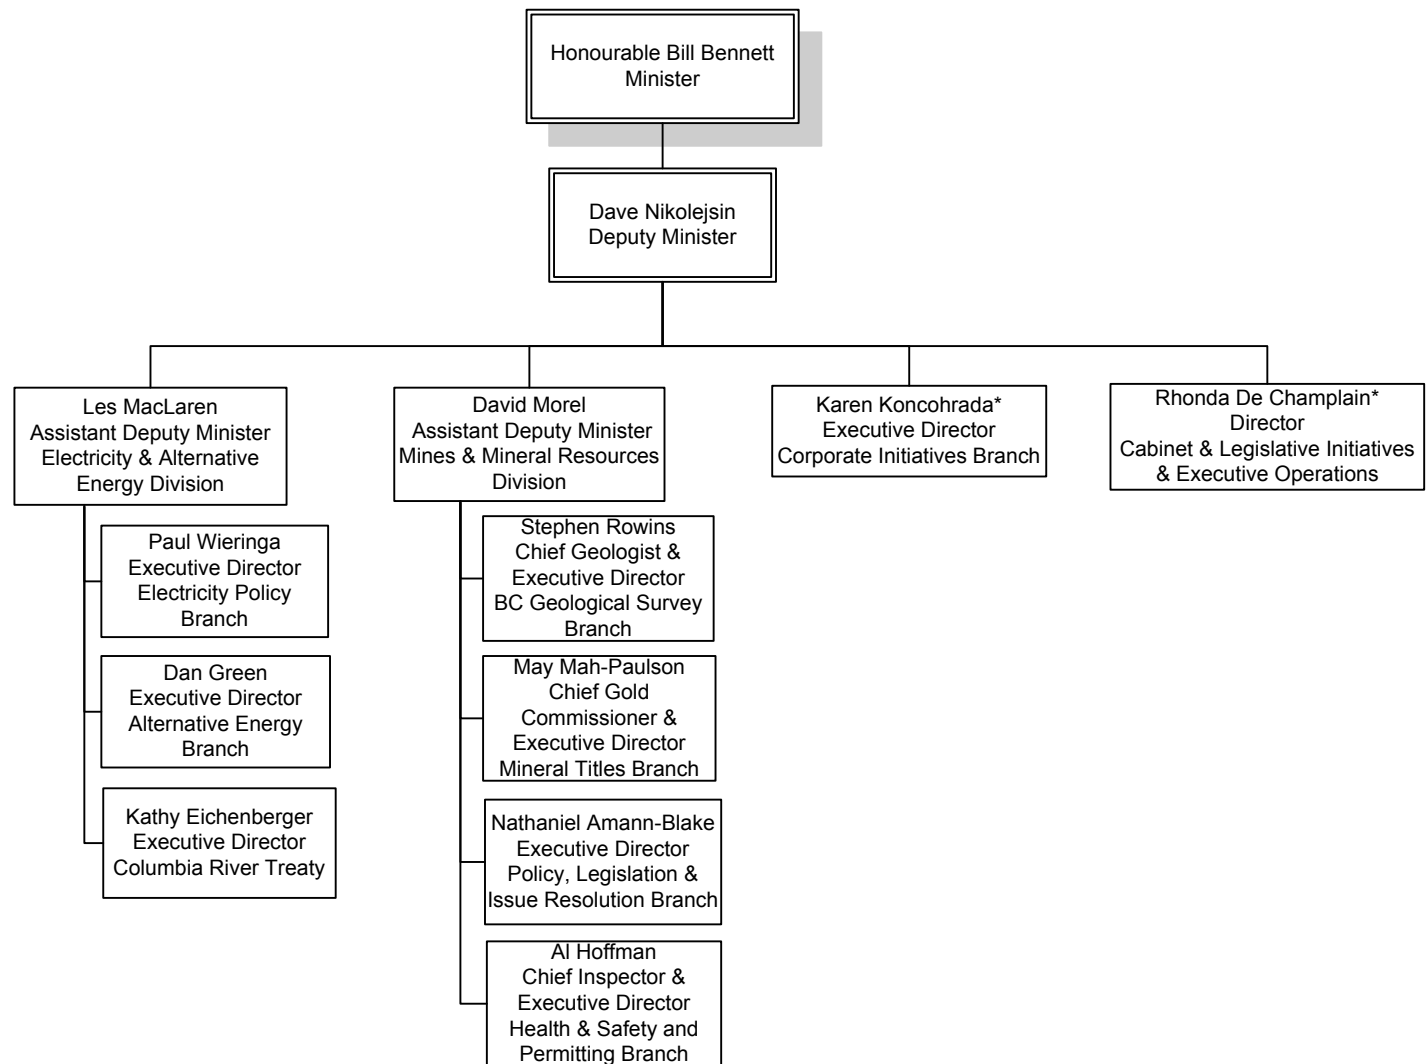 Honourable Bill Bennett
Minister
Dave Nikolejsin
Deputy Minister
Les MacLaren
Assistant Deputy Minister
Electricity & Alternative
Energy Division
Paul Wieringa
Executive Director
Electricity Policy
Branch
Dan Green
Executive Director
Alternative Energy
Branch
Kathy Eichenberger
Executive Director
Columbia River Treaty
David Morel
Assistant Deputy Minister
Mines & Mineral Resources
Division
Stephen Rowins
Chief Geologist &
Executive Director
BC Geological Survey
Branch
May Mah-Paulson
Chief Gold
Commissioner &
Executive Director
Mineral Titles Branch
Nathaniel Amann-Blake
Executive Director
Policy, Legislation &
Issue Resolution Branch
Al Hoffman
Chief Inspector &
Executive Director
Health & Safety and
Permitting Branch
Karen Koncohrada*
Executive Director
Corporate Initiatives Branch
Rhonda De Champlain*
Director
Cabinet & Legislative Initiatives
& Executive Operations